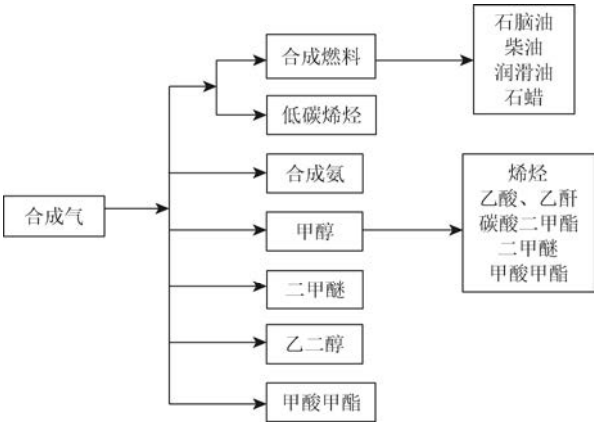 合成气
合成燃料
低碳烯烃
合成氨
甲醇
二甲醚
乙二醇
甲酸甲酯
石脑油
柴油
润滑油
石蜡
烯烃
乙酸、乙酐
碳酸二甲酯
二甲醚
甲酸甲酯